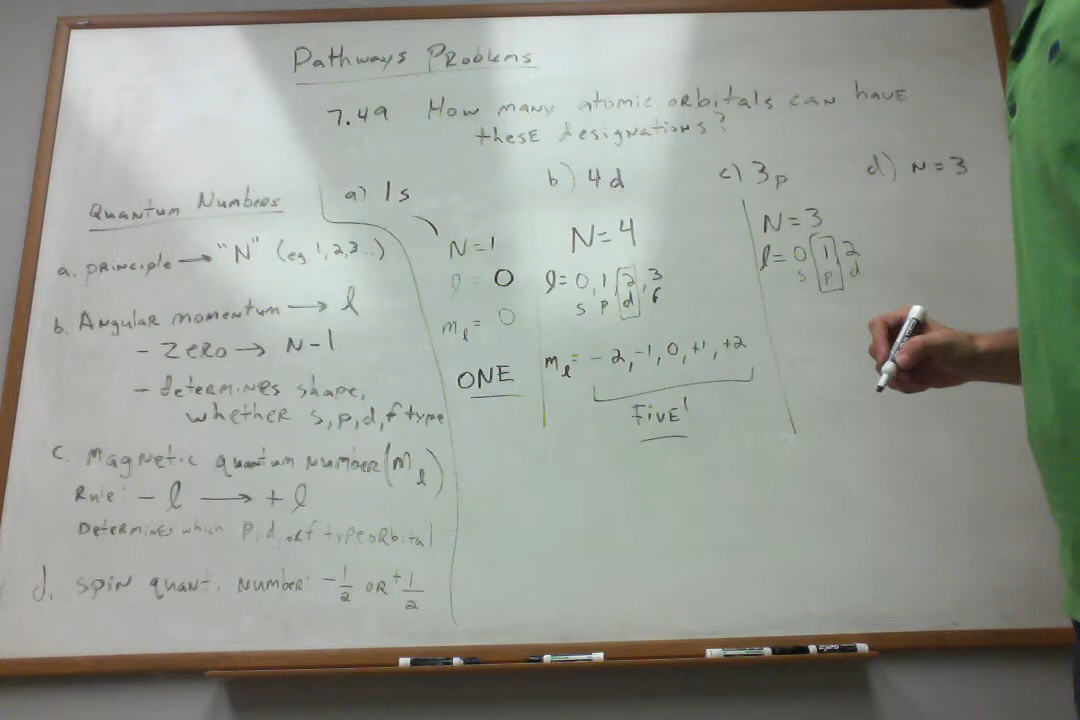 Pathways Problems
7.49 How many atomic orbitals can have
these designations?
a) 1s
b) 4d
c) 3p
d) N=3
Quantum Numbers
a. principle → "N" (eg. 1,2,3...)
b. Angular momentum → l
- Zero → N-1
- determines shape,
whether s, p, d, f type
c. Magnetic quantum number (ml)
Rule: - l → + l
Determines which p, d, or f type orbital
d. Spin quant. number: -1/2 or +1/2
N=1
l = 0
ml = 0
ONE
N=4
l= 0, 1, 2, 3
s p d f
ml = -2, -1, 0, +1, +2
Five!
N=3
l= 0 1, 2
s p d